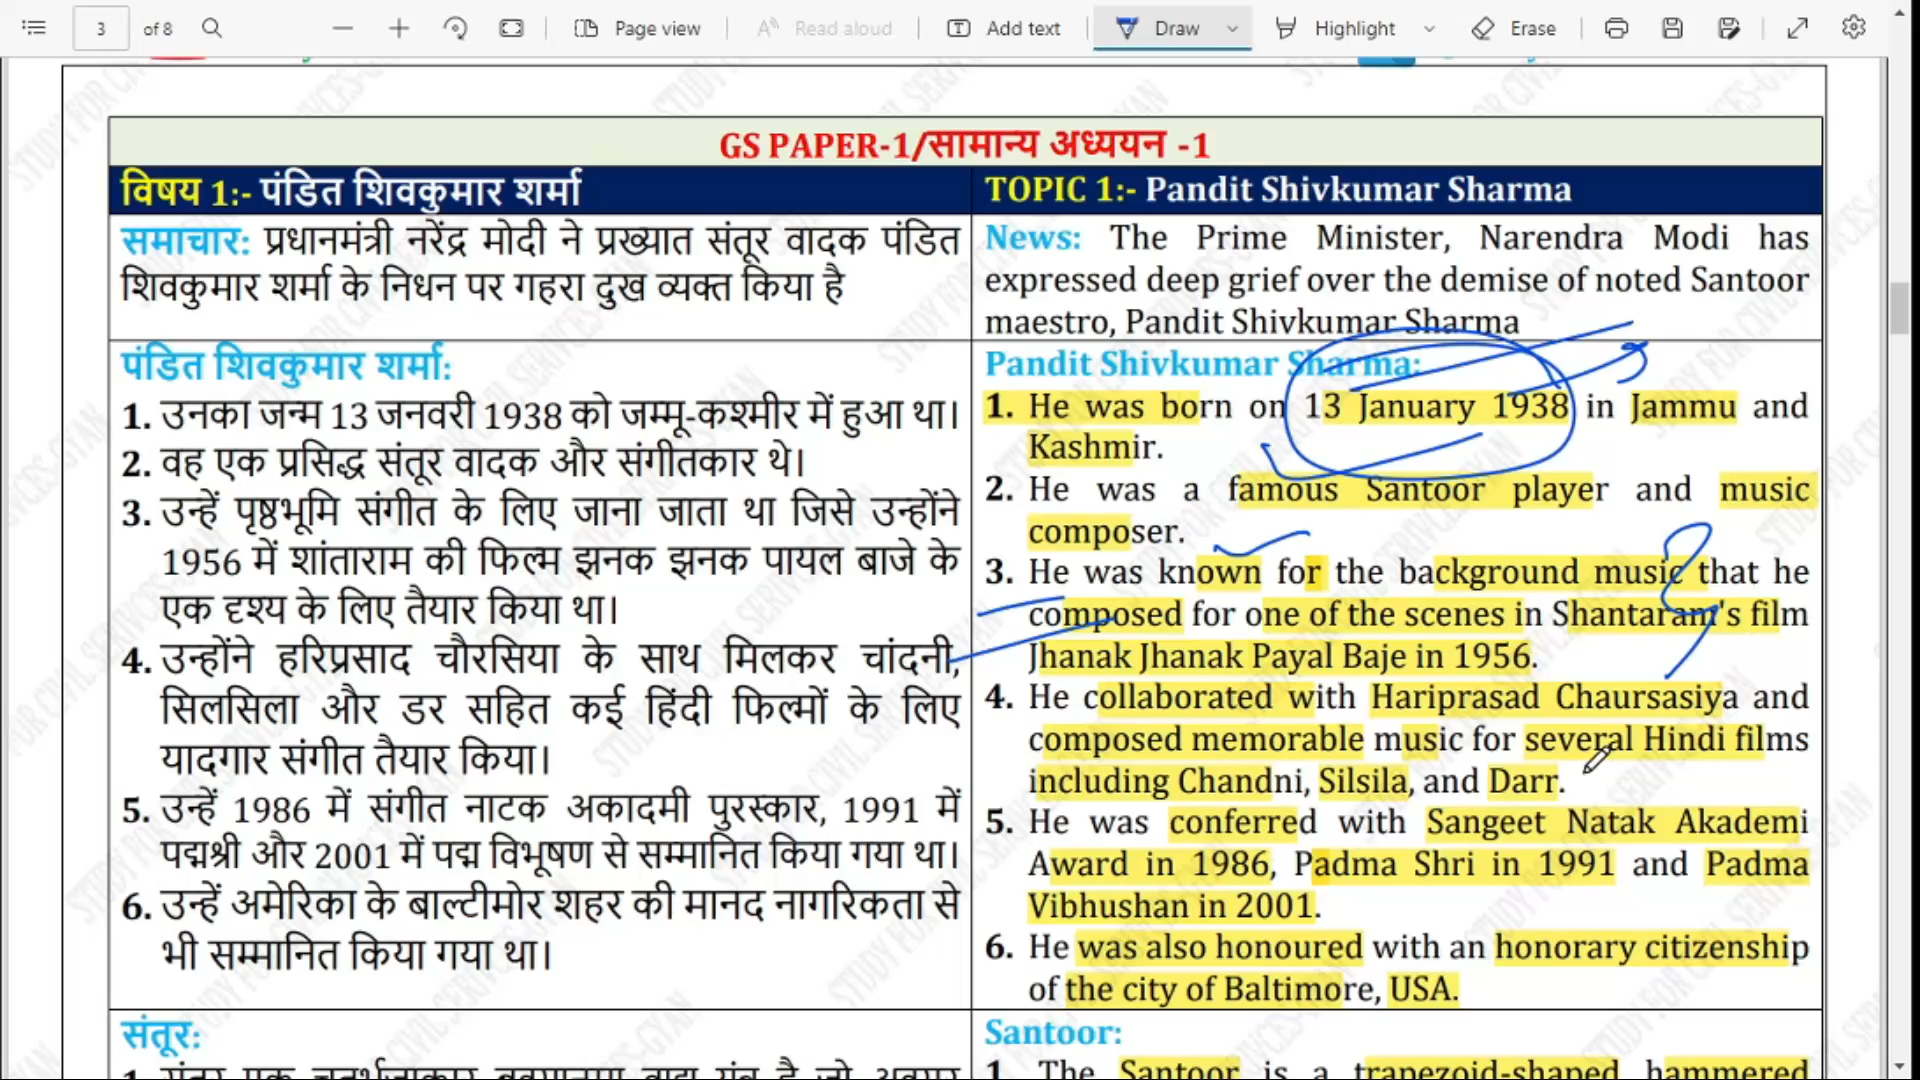 3 of 8 Page view Read aloud Add text Draw Highlight Erase
GS PAPER-1/सामान्य अध्ययन -1
विषय 1:- पंडित शिवकुमार शर्मा
समाचार: प्रधानमंत्री नरेंद्र मोदी ने प्रख्यात संतूर वादक पंडित
शिवकुमार शर्मा के निधन पर गहरा दुख व्यक्त किया है
पंडित शिवकुमार शर्मा:
1. उनका जन्म 13 जनवरी 1938 को जम्मू-कश्मीर में हुआ था।
2. वह एक प्रसिद्ध संतूर वादक और संगीतकार थे।
3. उन्हें पृष्ठभूमि संगीत के लिए जाना जाता था जिसे उन्होंने
1956 में शांताराम की फिल्म झनक झनक पायल बाजे के
एक दृश्य के लिए तैयार किया था।
4. उन्होंने हरिप्रसाद चौरसिया के साथ मिलकर चांदनी,
सिलसिला और डर सहित कई हिंदी फिल्मों के लिए
यादगार संगीत तैयार किया।
5. उन्हें 1986 में संगीत नाटक अकादमी पुरस्कार, 1991 में
पद्मश्री और 2001 में पद्म विभूषण से सम्मानित किया गया था।
6. उन्हें अमेरिका के बाल्टीमोर शहर की मानद नागरिकता से
भी सम्मानित किया गया था।
संतूर:
TOPIC 1:- Pandit Shivkumar Sharma
News: The Prime Minister, Narendra Modi has
expressed deep grief over the demise of noted Santoor
maestro, Pandit Shivkumar Sharma
Pandit Shivkumar Sharma:
1. He was born on 13 January 1938 in Jammu and
Kashmir.
2. He was a famous Santoor player and music
composer.
3. He was known for the background music that he
composed for one of the scenes in Shantaram's film
Jhanak Jhanak Payal Baje in 1956.
4. He collaborated with Hariprasad Chaursasiya and
composed memorable music for several Hindi films
including Chandni, Silsila, and Darr.
5. He was conferred with Sangeet Natak Akademi
Award in 1986, Padma Shri in 1991 and Padma
Vibhushan in 2001.
6. He was also honoured with an honorary citizenship
of the city of Baltimore, USA.
Santoor:
1. The Santoor is a trapezoid-shaped hammered